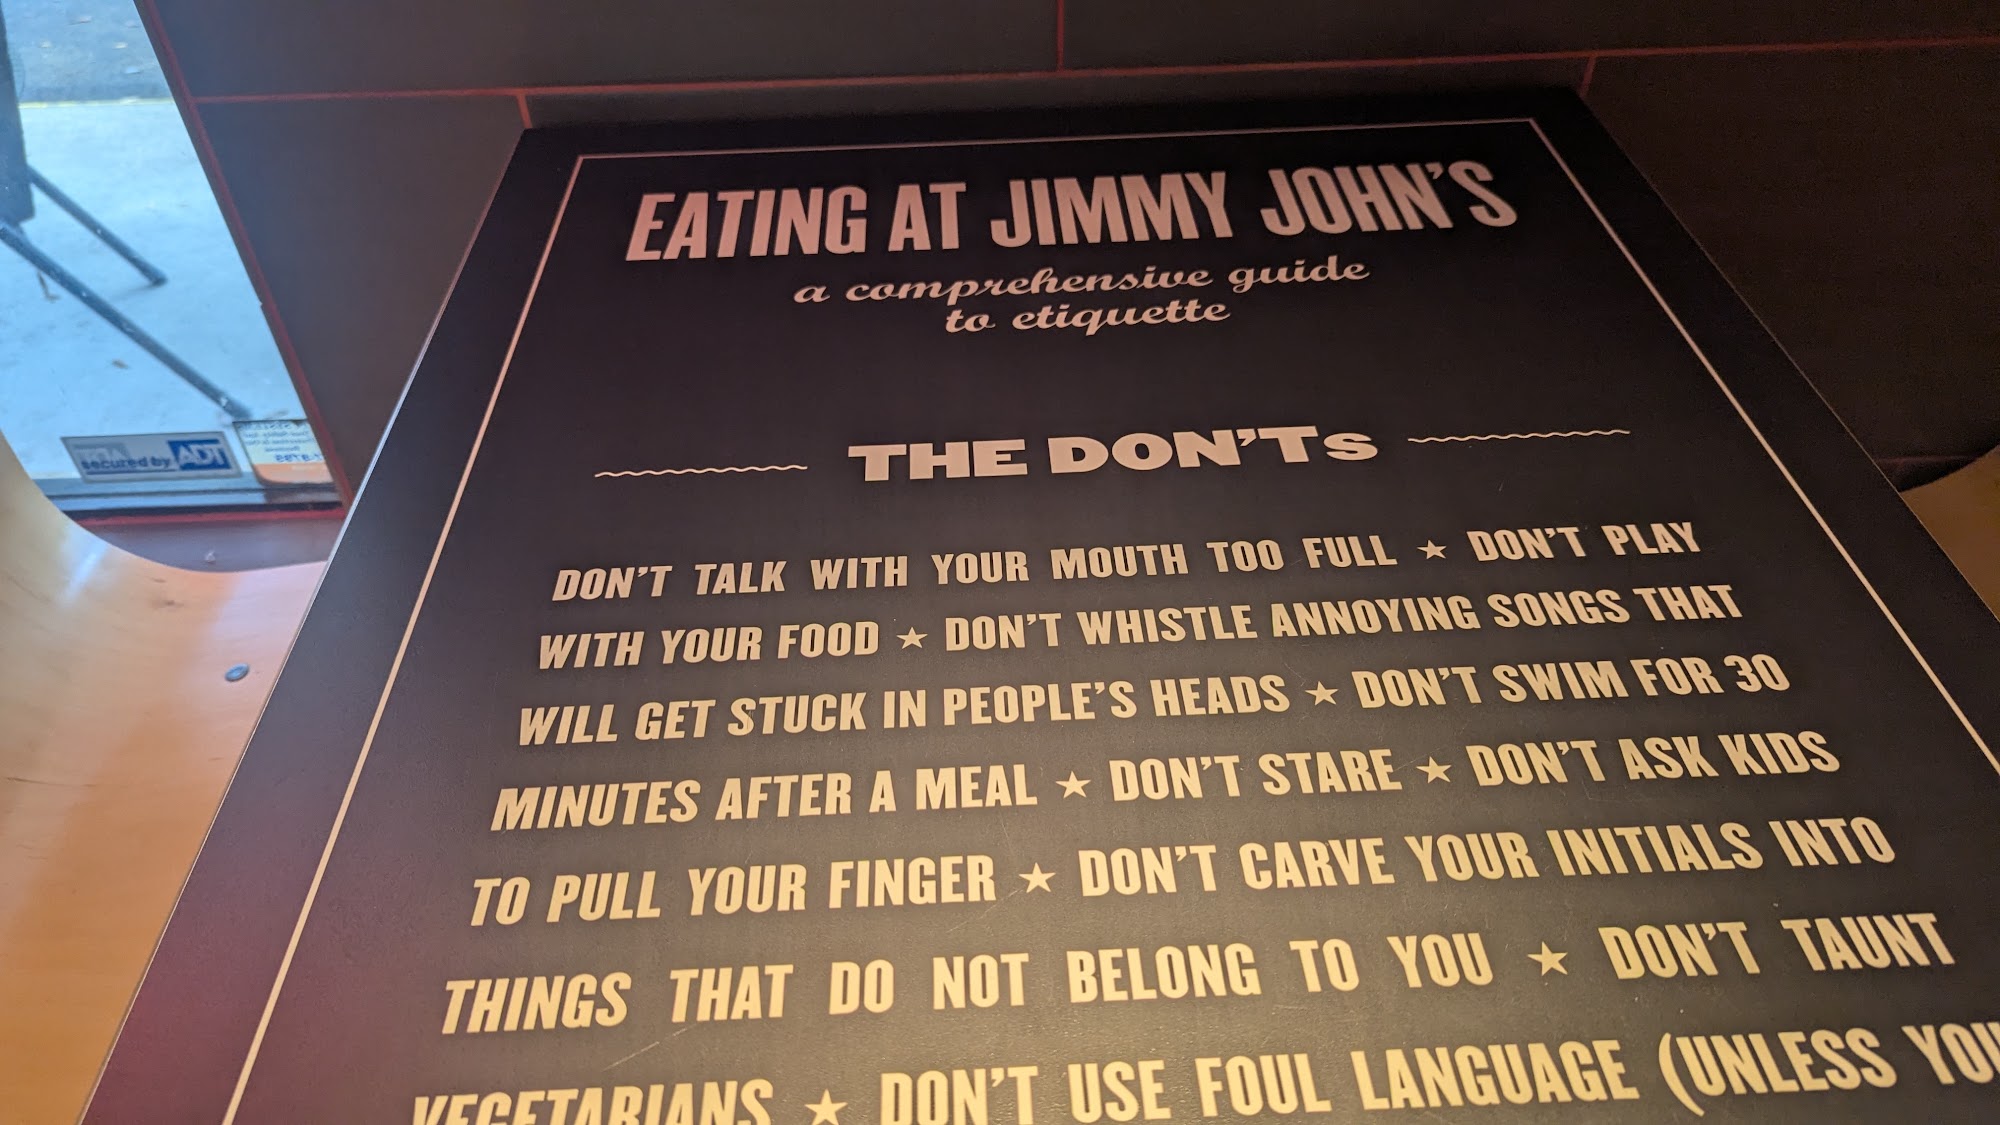 EATING AT JIMMY JOHN'S
a comprehensive guide
to etiquette
THE DON'Ts
DON'T TALK WITH YOUR MOUTH TOO FULL ★ DON'T PLAY
WITH YOUR FOOD ★ DON'T WHISTLE ANNOYING SONGS THAT
WILL GET STUCK IN PEOPLE'S HEADS ★ DON'T SWIM FOR 30
MINUTES AFTER A MEAL ★ DON'T STARE ★ DON'T ASK KIDS
TO PULL YOUR FINGER ★ DON'T CARVE YOUR INITIALS INTO
THINGS THAT DO NOT BELONG TO YOU ★ DON'T TAUNT
VEGETARIANS ★ DON'T USE FOUL LANGUAGE (UNLESS YOU
secured by ADT